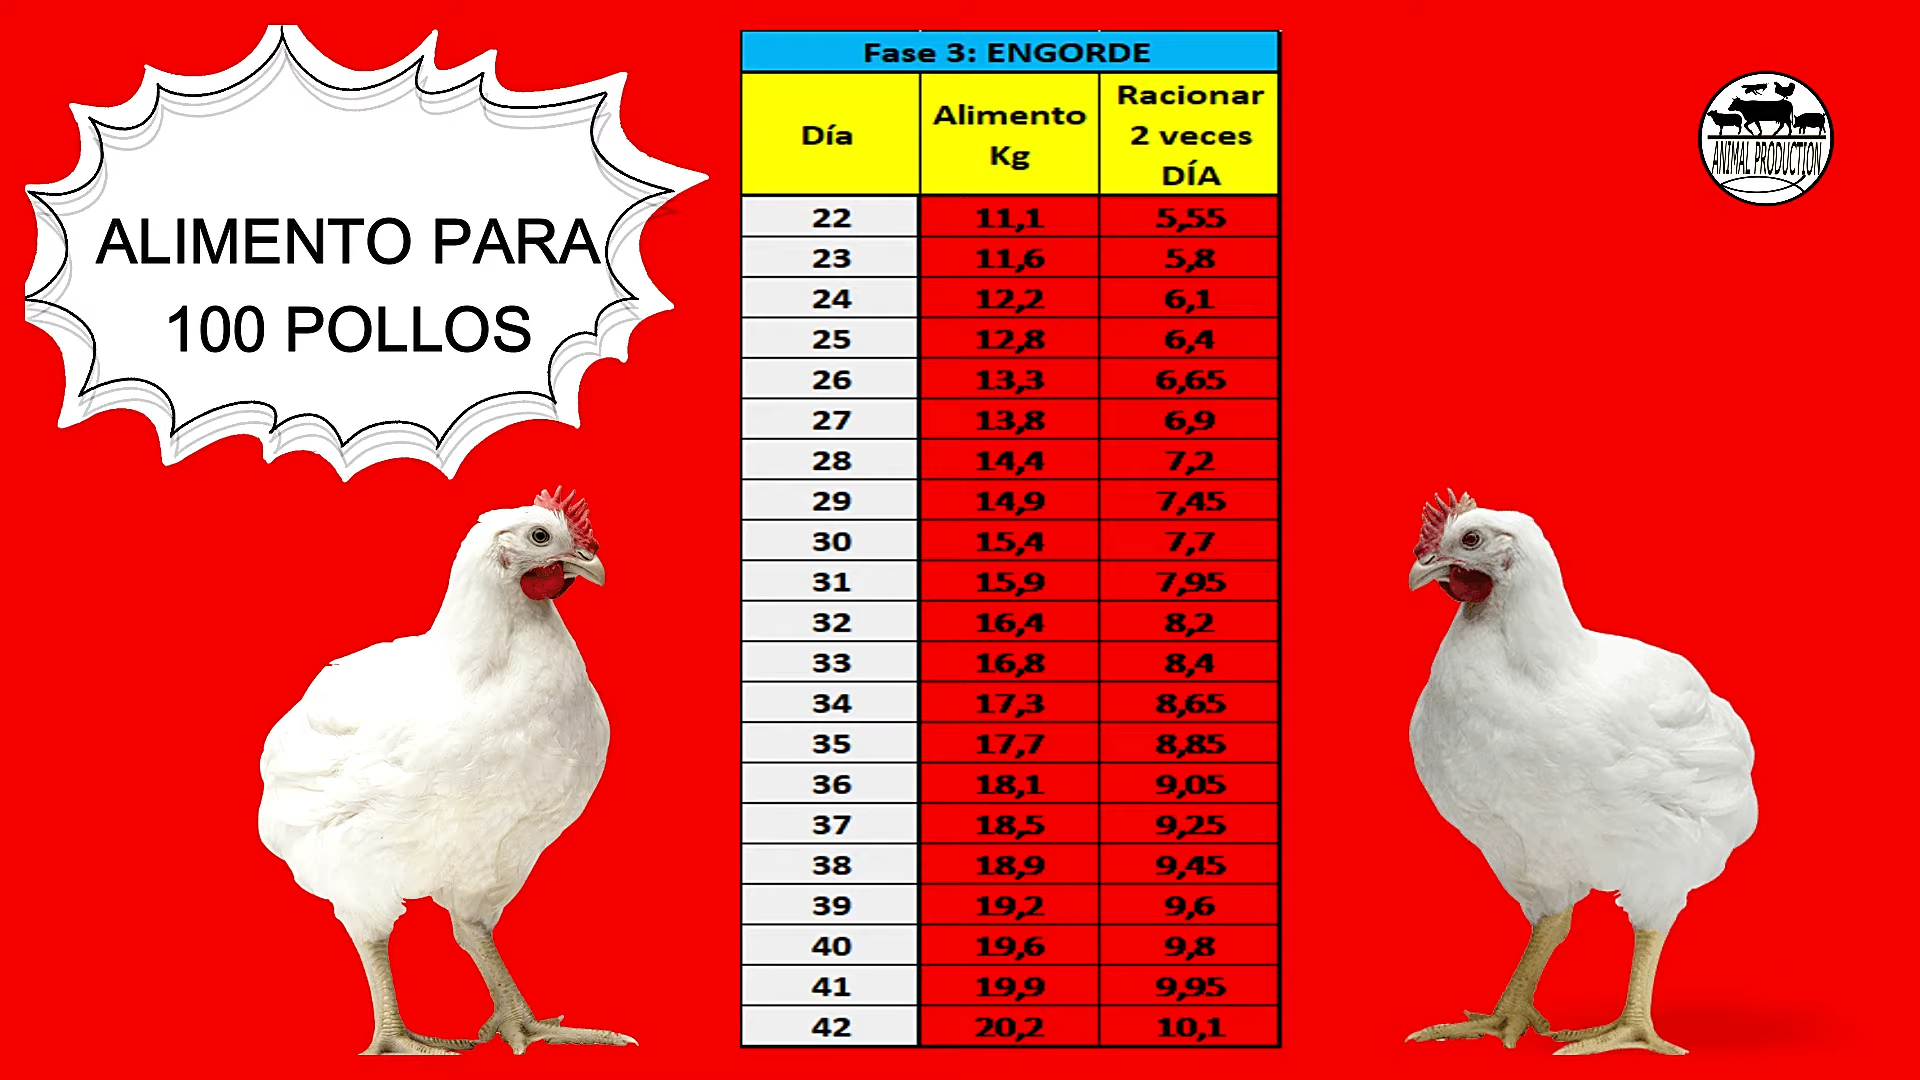 ALIMENTO PARA
100 POLLOS
Fase 3: ENGORDE
Día
Alimento
Kg
Racionar
2 veces
DÍA
22 11,1 5,55
23 11,6 5,8
24 12,2 6,1
25 12,8 6,4
26 13,3 6,65
27 13,8 6,9
28 14,4 7,2
29 14,9 7,45
30 15,4 7,7
31 15,9 7,95
32 16,4 8,2
33 16,8 8,4
34 17,3 8,65
35 17,7 8,85
36 18,1 9,05
37 18,5 9,25
38 18,9 9,45
39 19,2 9,6
40 19,6 9,8
41 19,9 9,95
42 20,2 10,1
ANIMAL PRODUCTION